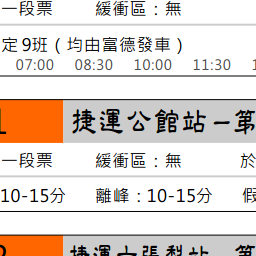 一段票 緩衝區：無
定 9班（均由富德發車）
07:00 08:30 10:00 11:30
1 捷運公館站－第
一段票 緩衝區：無 於
10-15分 離峰：10-15分 假
捷運六張犁站 第